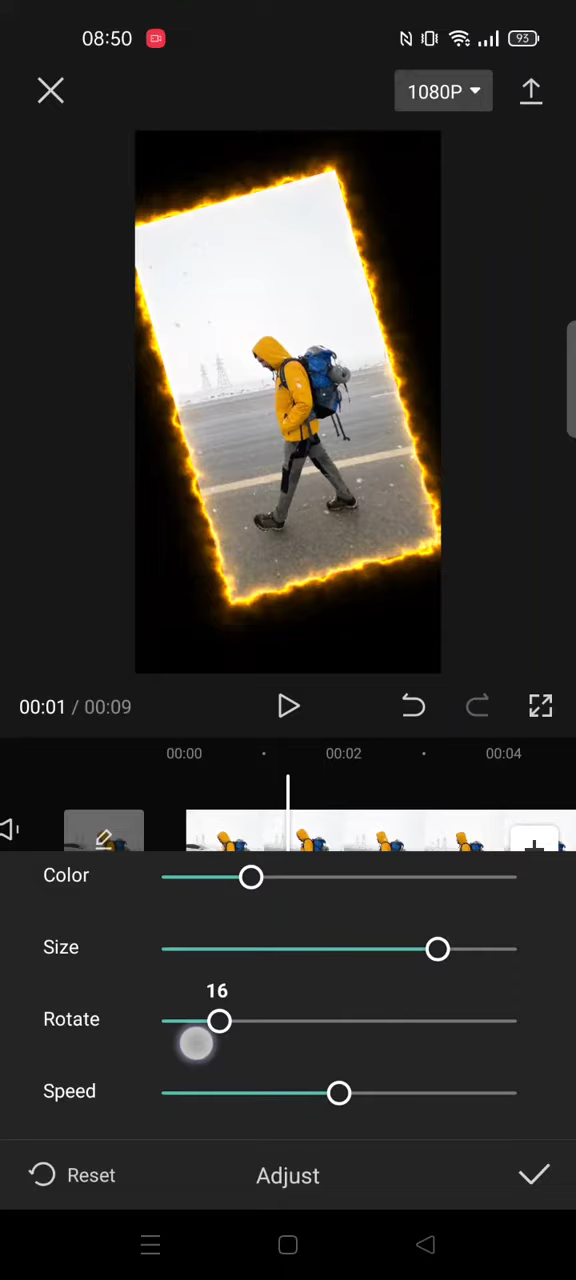 08:50
93
1080P
00:01 / 00:09
00:00
00:02
00:04
Color
Size
16
Rotate
Speed
Reset
Adjust